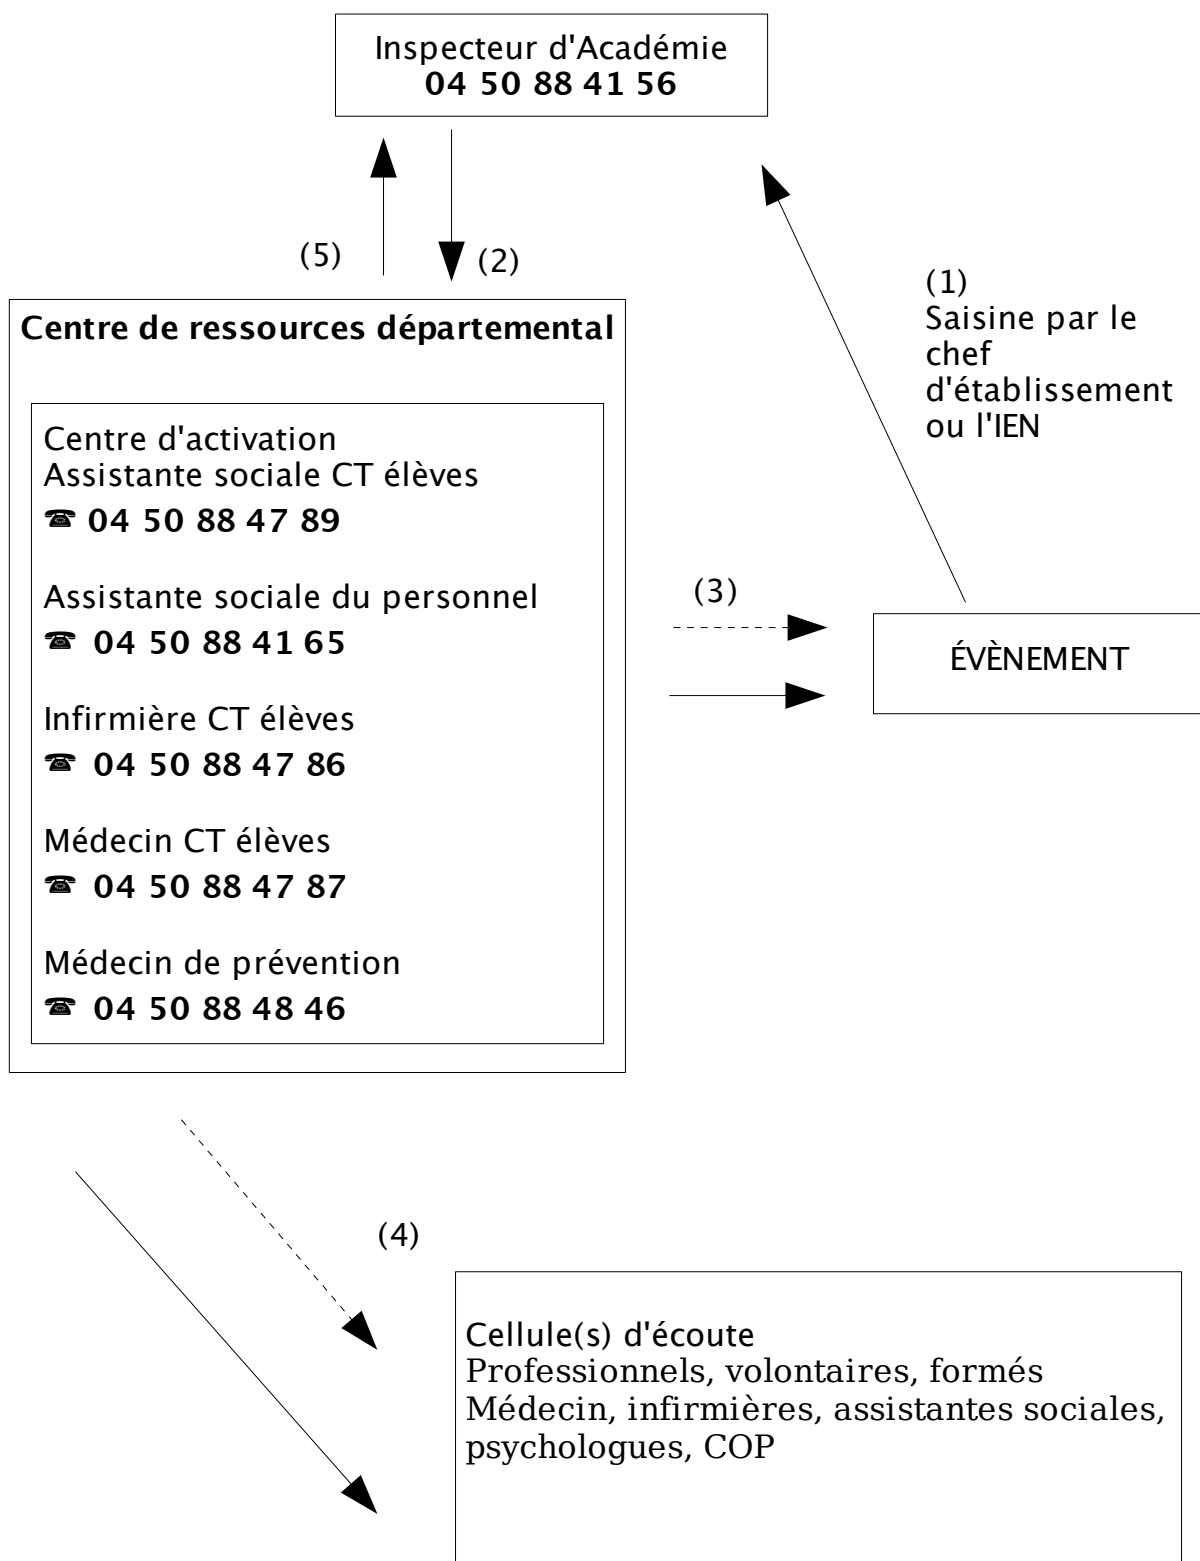 Inspecteur d'Académie
04 50 88 41 56
(5)
(2)
(1)
Saisine par le
chef
d'établissement
ou l'IEN
Centre de ressources départemental
Centre d'activation
Assistante sociale CT élèves
☎ 04 50 88 47 89
Assistante sociale du personnel
☎ 04 50 88 41 65
Infirmière CT élèves
☎ 04 50 88 47 86
Médecin CT élèves
☎ 04 50 88 47 87
Médecin de prévention
☎ 04 50 88 48 46
(3)
ÉVÈNEMENT
(4)
Cellule(s) d'écoute
Professionnels, volontaires, formés
Médecin, infirmières, assistantes sociales,
psychologues, COP